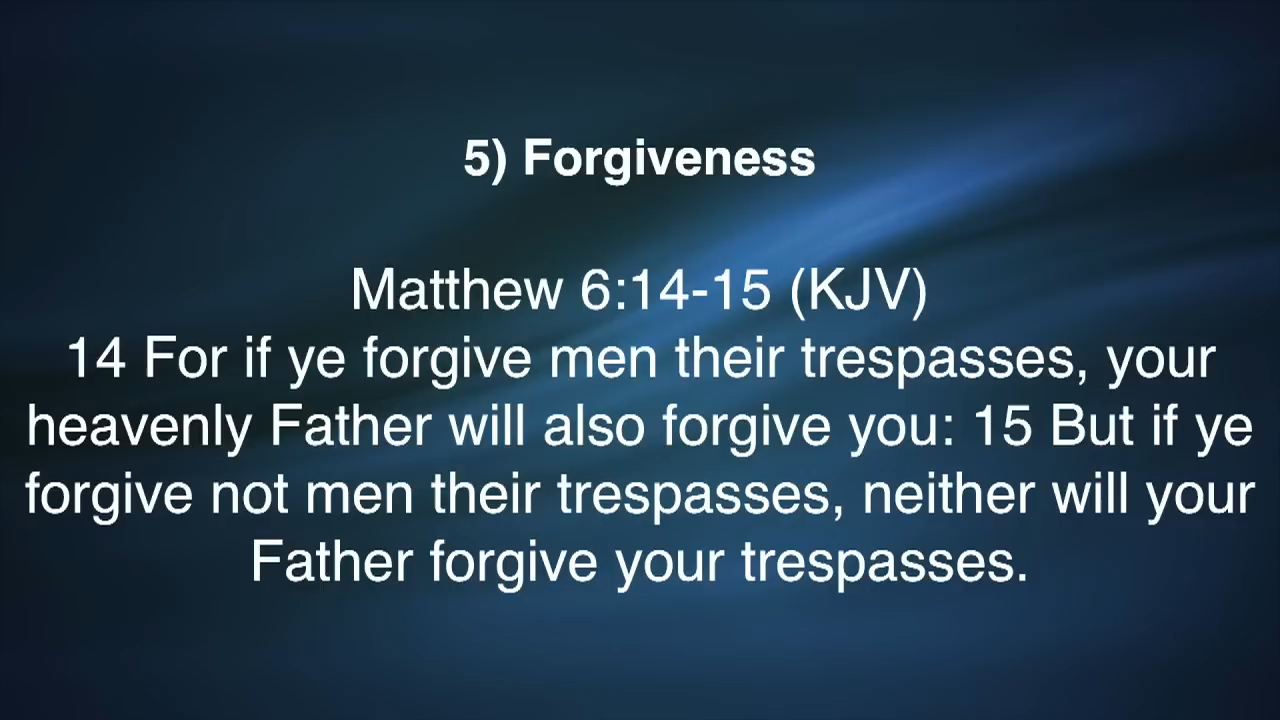 5) Forgiveness
Matthew 6:14-15 (KJV)
14 For if ye forgive men their trespasses, your
heavenly Father will also forgive you: 15 But if ye
forgive not men their trespasses, neither will your
Father forgive your trespasses.